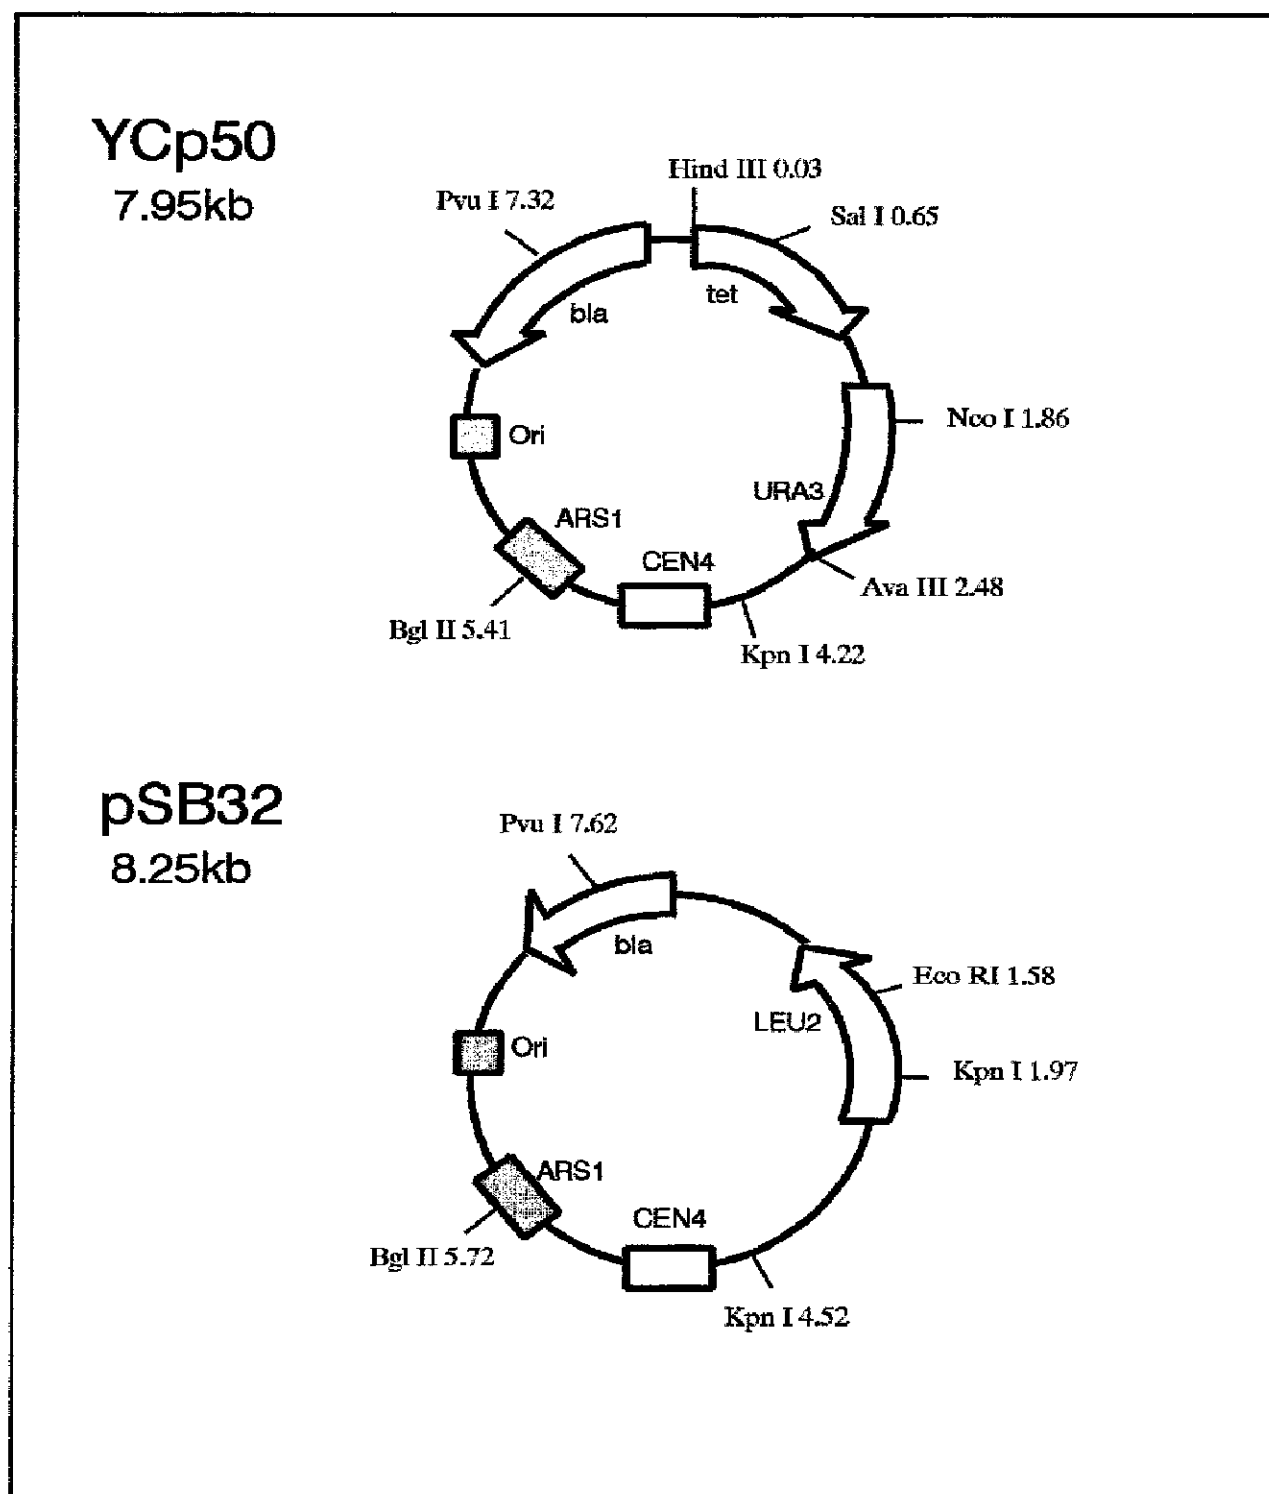 YCp50
7.95kb
Hind III 0.03
Pvu I 7.32
Sal I 0.65
bla
tet
Nco I 1.86
Ori
URA3
ARS1
CEN4
Ava III 2.48
Bgl II 5.41
Kpn I 4.22
pSB32
8.25kb
Pvu I 7.62
bla
Eco RI 1.58
LEU2
Ori
Kpn I 1.97
ARS1
CEN4
Bgl II 5.72
Kpn I 4.52